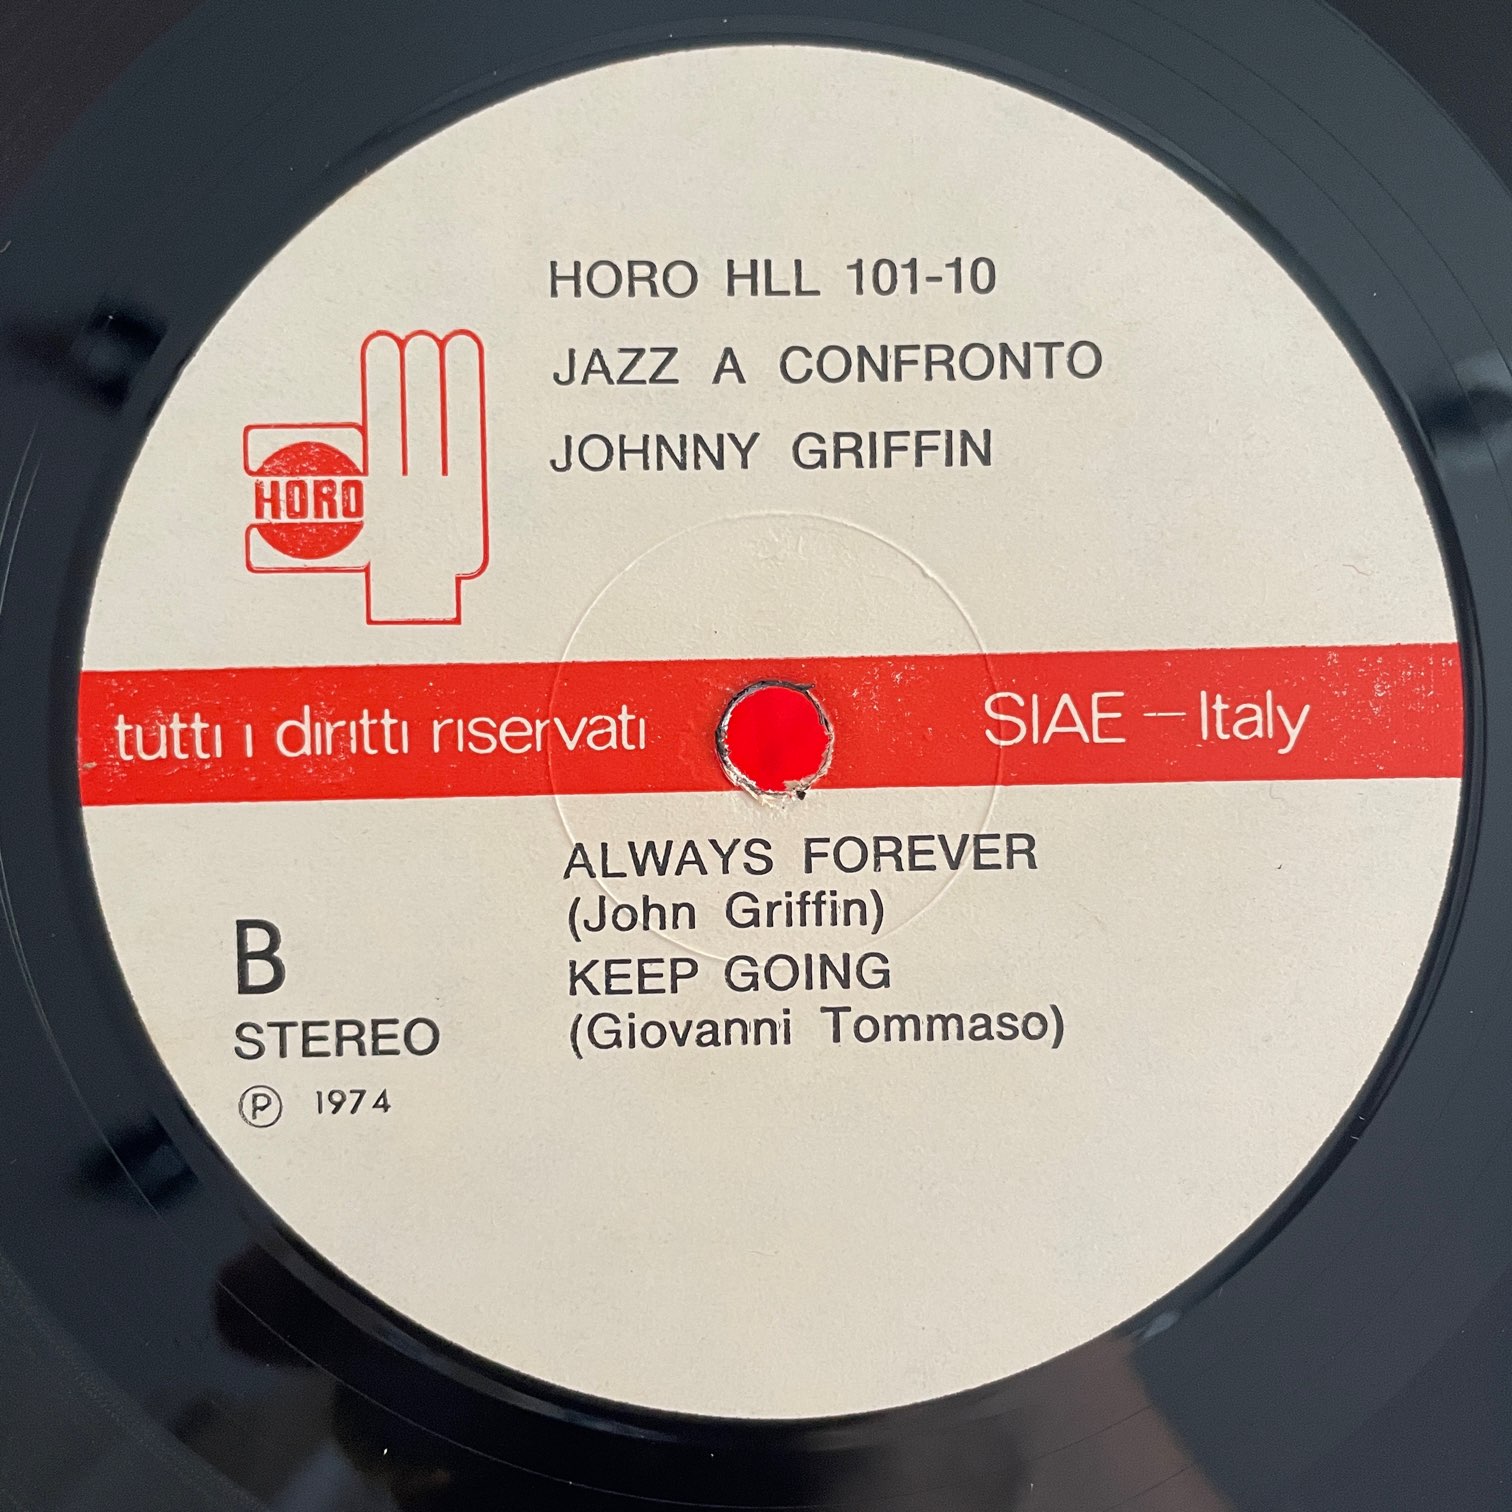 HORO HLL 101-10
JAZZ A CONFRONTO
JOHNNY GRIFFIN
HORO
tutti i diritti riservati
SIAE – Italy
ALWAYS FOREVER
(John Griffin)
KEEP GOING
(Giovanni Tommaso)
B
STEREO
Ⓟ 1974